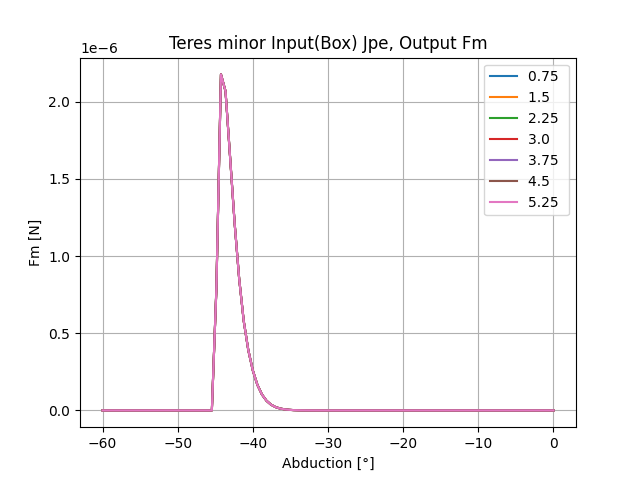 Teres minor Input(Box) Jpe, Output Fm
1e−6
2.0
1.5
1.0
0.5
0.0
Fm [N]
0.75
1.5
2.25
3.0
3.75
4.5
5.25
−60 −50 −40 −30 −20 −10 0
Abduction [°]